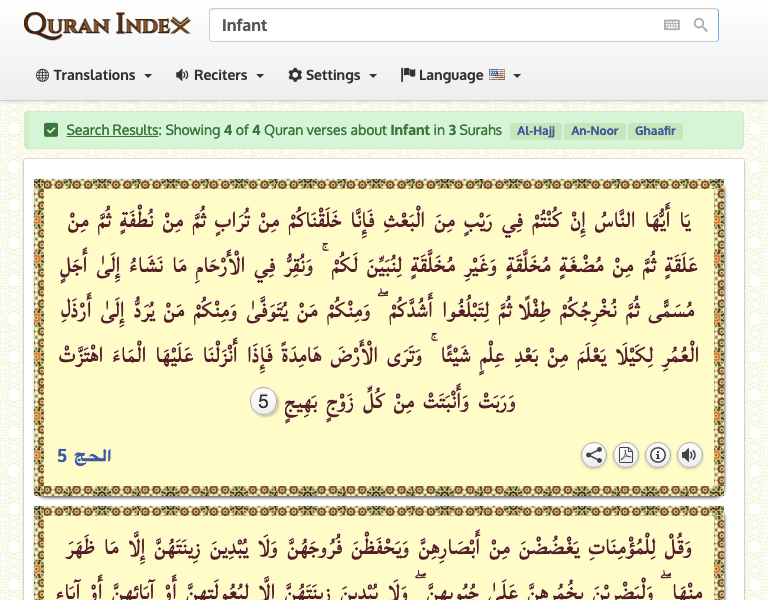 QURAN INDEX
Infant
Translations Reciters Settings Language
Search Results: Showing 4 of 4 Quran verses about Infant in 3 Surahs Al-Hajj An-Noor Ghaafir
يَا أَيُّهَا النَّاسُ إِنْ كُنْتُمْ فِي رَيْبٍ مِنَ الْبَعْثِ فَإِنَّا خَلَقْنَاكُمْ مِنْ تُرَابٍ ثُمَّ مِنْ نُطْفَةٍ ثُمَّ مِنْ
عَلَقَةٍ ثُمَّ مِنْ مُضْغَةٍ مُخَلَّقَةٍ وَغَيْرِ مُخَلَّقَةٍ لِنُبَيِّنَ لَكُمْ ۚ وَنُقِرُّ فِي الْأَرْحَامِ مَا نَشَاءُ إِلَىٰ أَجَلٍ
مُسَمًّى ثُمَّ نُخْرِجُكُمْ طِفْلًا ثُمَّ لِتَبْلُغُوا أَشُدَّكُمْ ۖ وَمِنْكُمْ مَنْ يُتَوَفَّىٰ وَمِنْكُمْ مَنْ يُرَدُّ إِلَىٰ أَرْذَلِ
الْعُمُرِ لِكَيْلَا يَعْلَمَ مِنْ بَعْدِ عِلْمٍ شَيْئًا ۚ وَتَرَى الْأَرْضَ هَامِدَةً فَإِذَا أَنْزَلْنَا عَلَيْهَا الْمَاءَ اهْتَزَّتْ
وَرَبَتْ وَأَنْبَتَتْ مِنْ كُلِّ زَوْجٍ بَهِيجٍ 5
الحج 5
وَقُلْ لِلْمُؤْمِنَاتِ يَغْضُضْنَ مِنْ أَبْصَارِهِنَّ وَيَحْفَظْنَ فُرُوجَهُنَّ وَلَا يُبْدِينَ زِينَتَهُنَّ إِلَّا مَا ظَهَرَ
مِنْهَا ۖ وَلْيَضْرِبْنَ بِخُمُرِهِنَّ عَلَىٰ جُيُوبِهِنَّ ۖ وَلَا يُبْدِينَ زِينَتَهُنَّ إِلَّا لِبُعُولَتِهِنَّ أَوْ آبَائِهِنَّ أَوْ آبَاءِ